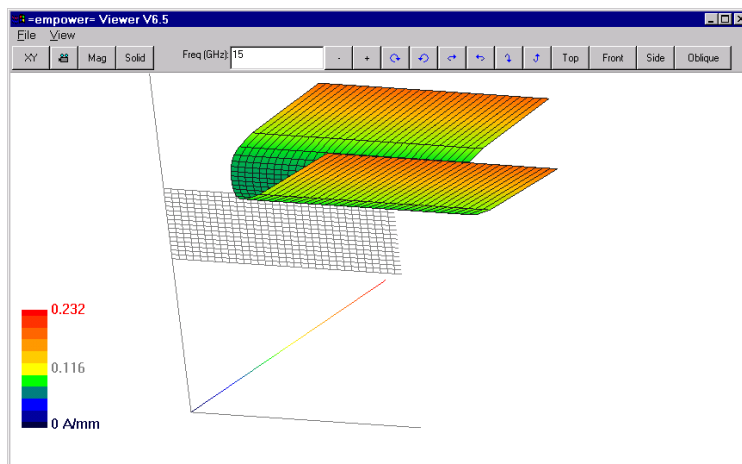 =empower= Viewer V6.5
File View
XY Mag Solid Freq (GHz): 15 - + Top Front Side Oblique
0.232
0.116
0 A/mm